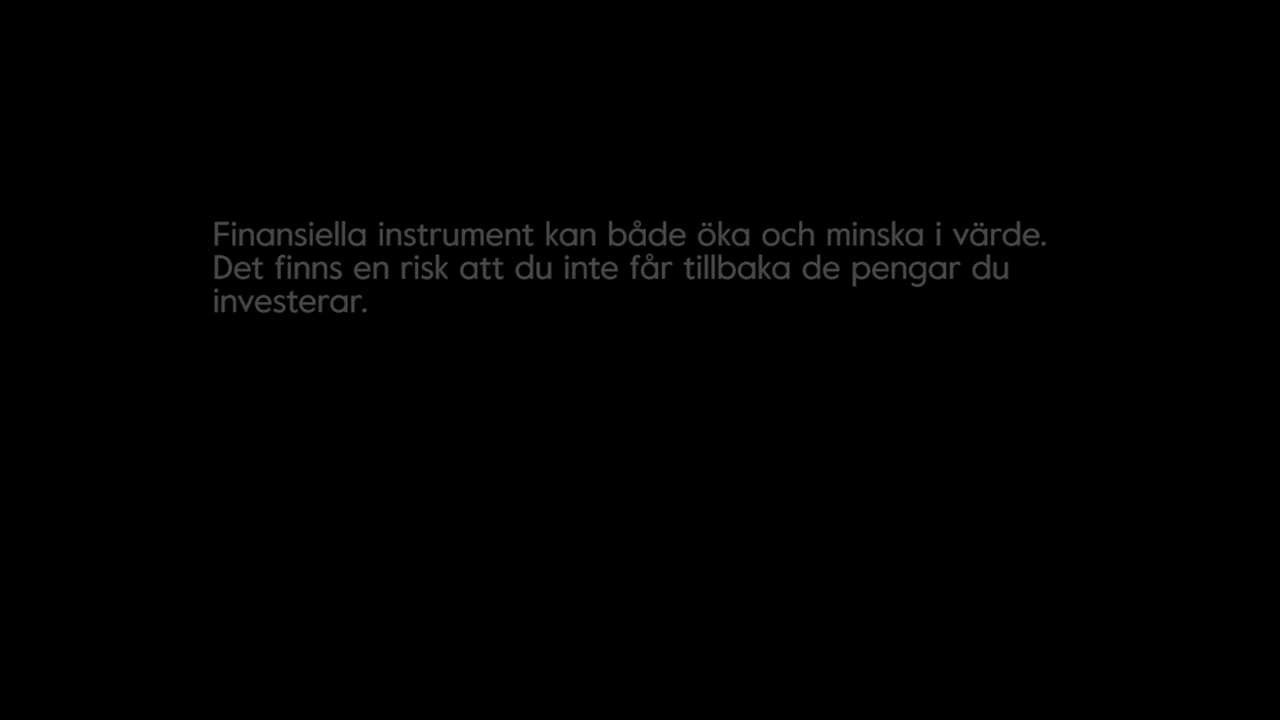 Finansiella instrument kan både öka och minska i värde.
Det finns en risk att du inte får tillbaka de pengar du
investerar.